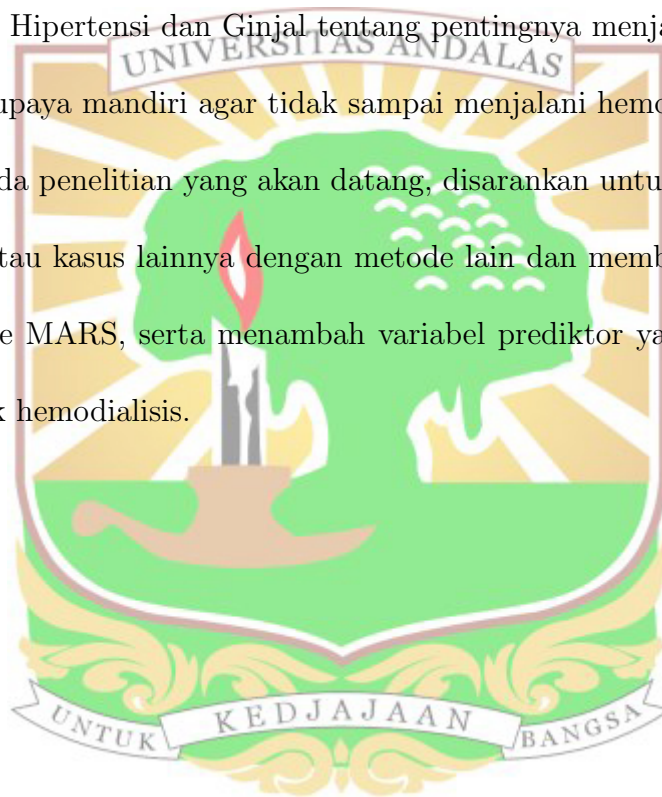 Hipertensi dan Ginjal tentang pentingnya menja
UNIVERSITAS ANDALAS
upaya mandiri agar tidak sampai menjalani hemo
da penelitian yang akan datang, disarankan untu
tau kasus lainnya dengan metode lain dan memb
e MARS, serta menambah variabel prediktor ya
k hemodialisis.
UNTUK KEDJAJAAN BANGSA